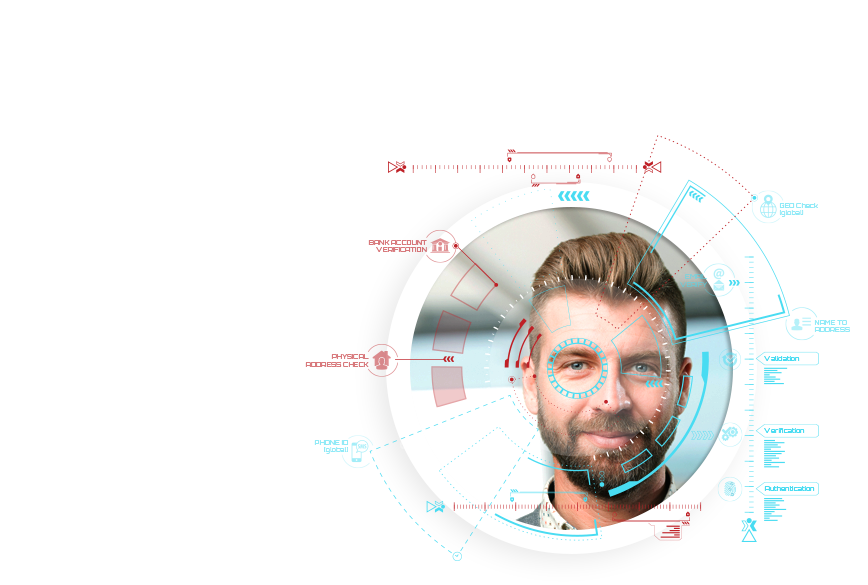 GEO Check
(global)
BANK ACCOUNT
VERIFICATION
NAME TO
ADDRESS
PHYSICAL
ADDRESS CHECK
Validation
Verification
PHONE ID
(global)
Authentication